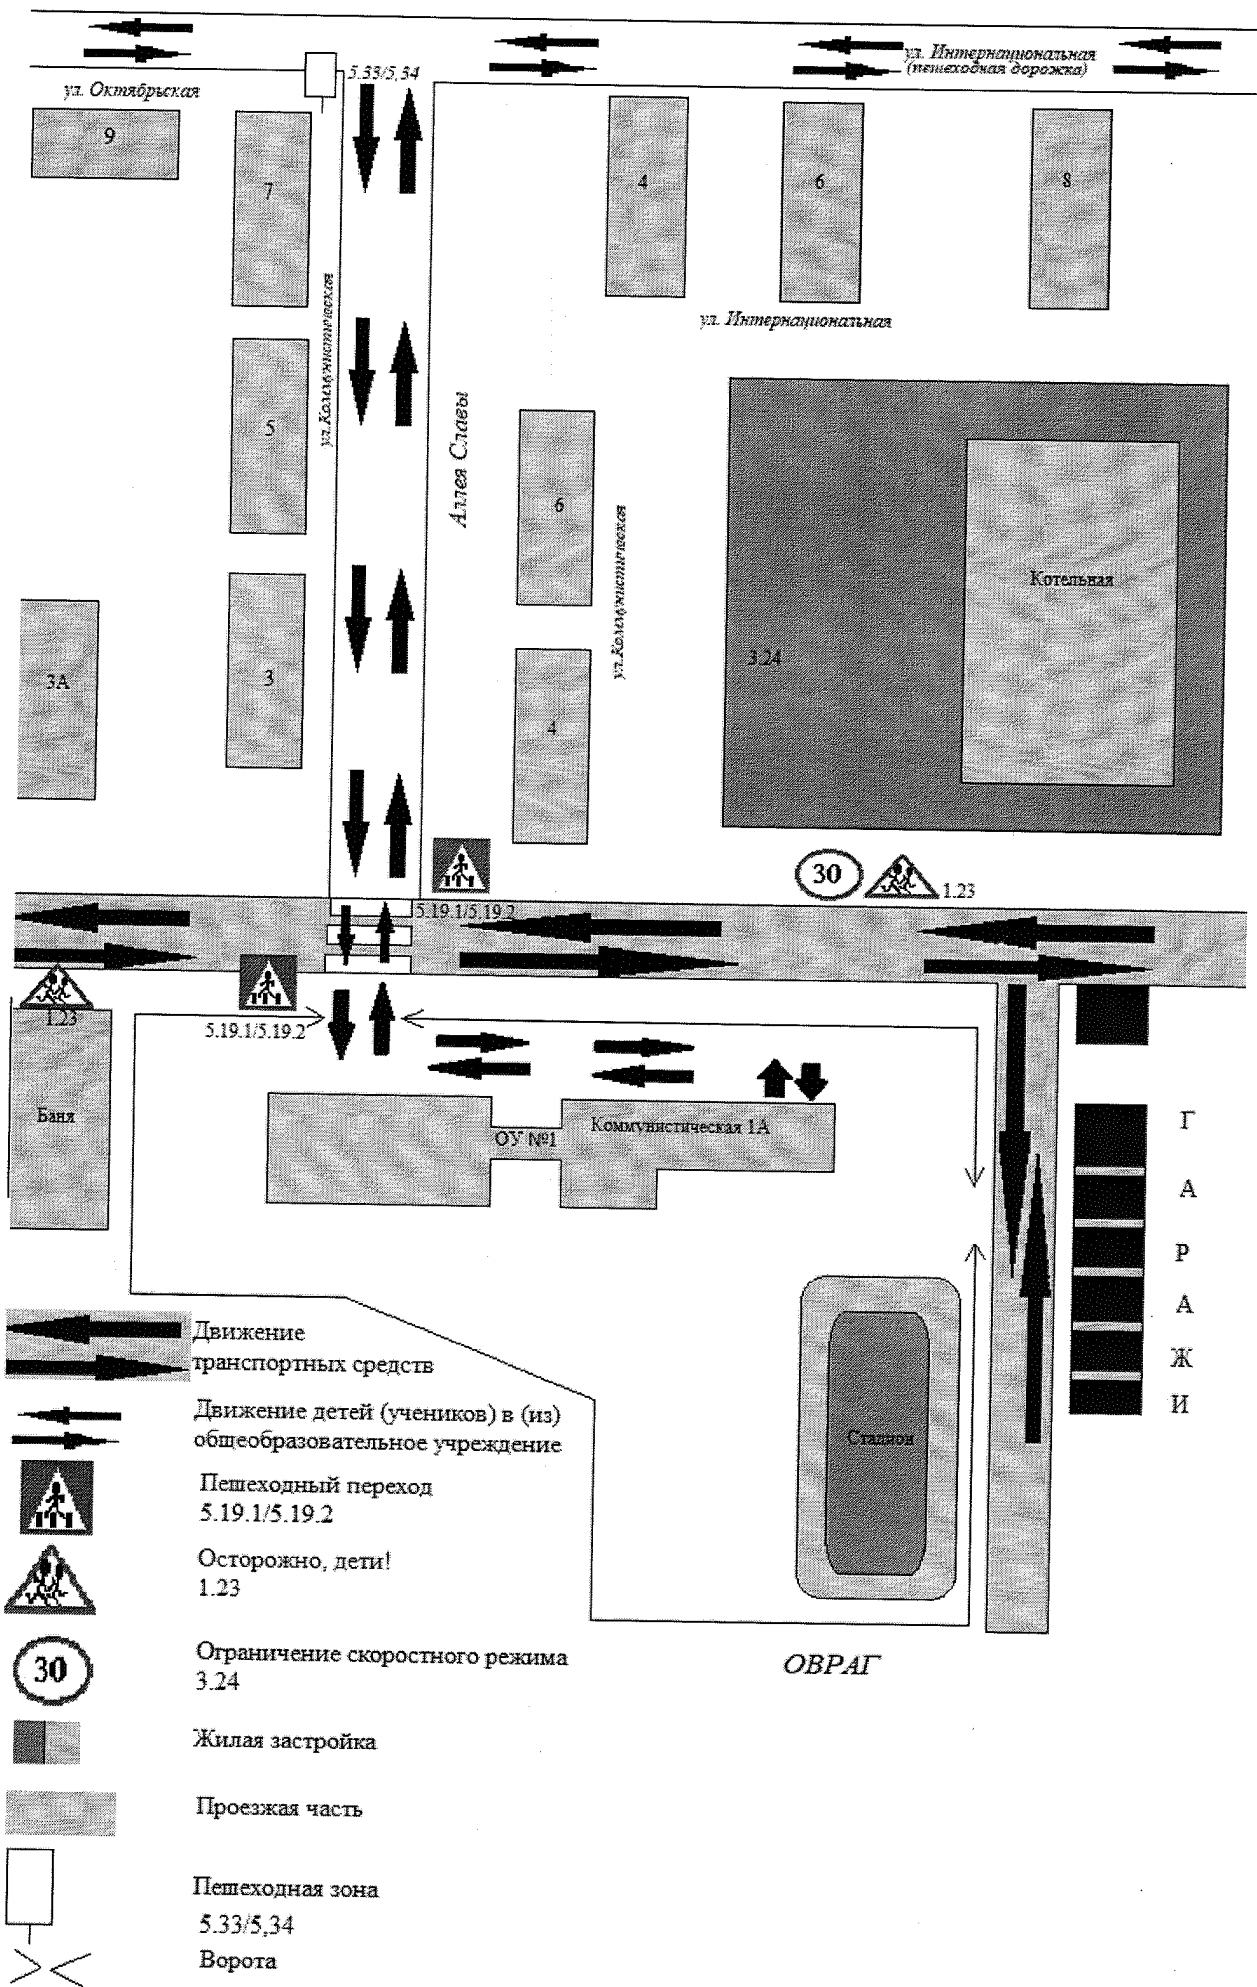 5.33/5,34
ул. Интернациональная
(пешеходная дорожка)
ул. Октябрьская
9
7
4
6
8
ул.Коммунистическая
ул. Интернациональная
5
Аллея Славы
6
ул.Коммунистическая
Котельная
3.24
3А
3
4
30
1.23
5.19.1/5.19.2
1.23
5.19.1/5.19.2
Баня
ОУ №1
Коммунистическая 1А
Г
А
Р
А
Ж
И
Стадион
ОВРАГ
Движение
транспортных средств
Движение детей (учеников) в (из)
общеобразовательное учреждение
Пешеходный переход
5.19.1/5.19.2
Осторожно, дети!
1.23
30
Ограничение скоростного режима
3.24
Жилая застройка
Проезжая часть
Пешеходная зона
5.33/5,34
Ворота